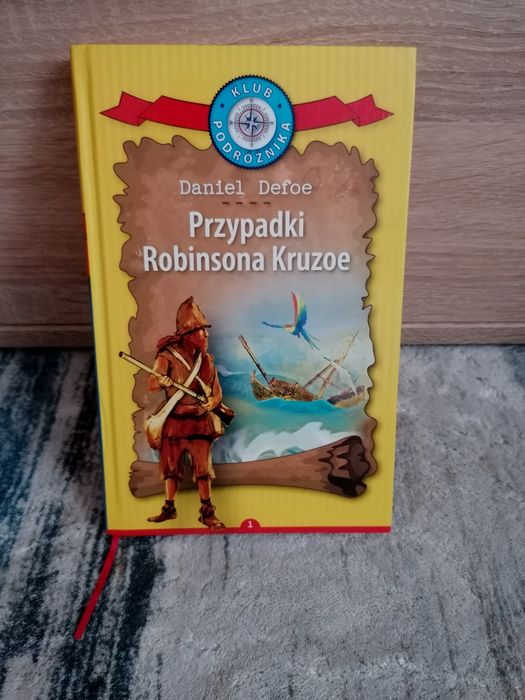 KLUB
PODRÓŻNIKA
Daniel Defoe
Przypadki
Robinsona Kruzoe
1